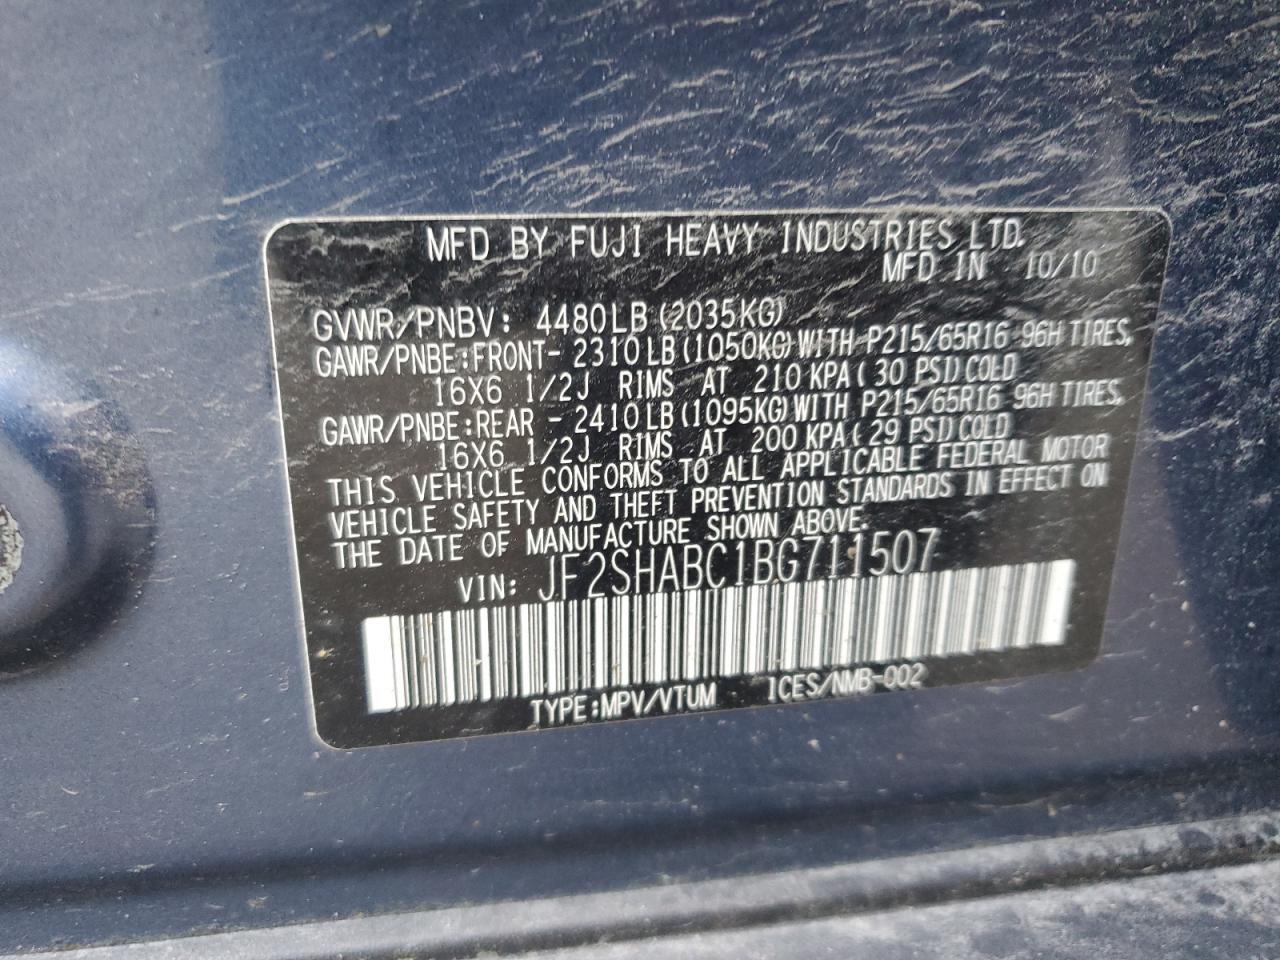 MFD BY FUJI HEAVY INDUSTRIES LTD.
MFD IN 10/10
GVWR/PNBV: 4480LB (2035KG)
GAWR/PNBE:FRONT- 2310LB(1050KG)WITH P215/65R16 96H TIRES,
16X6 1/2J RIMS AT 210 KPA( 30 PSI)COLD
GAWR/PNBE:REAR - 2410LB(1095KG)WITH P215/65R16 96H TIRES,
16X6 1/2J RIMS AT 200 KPA( 29 PSI)COLD
THIS VEHICLE CONFORMS TO ALL APPLICABLE FEDERAL MOTOR
VEHICLE SAFETY AND THEFT PREVENTION STANDARDS IN EFFECT ON
THE DATE OF MANUFACTURE SHOWN ABOVE.
VIN: JF2SHABC1BG711507
TYPE:MPV/VTUM ICES/NMB-002